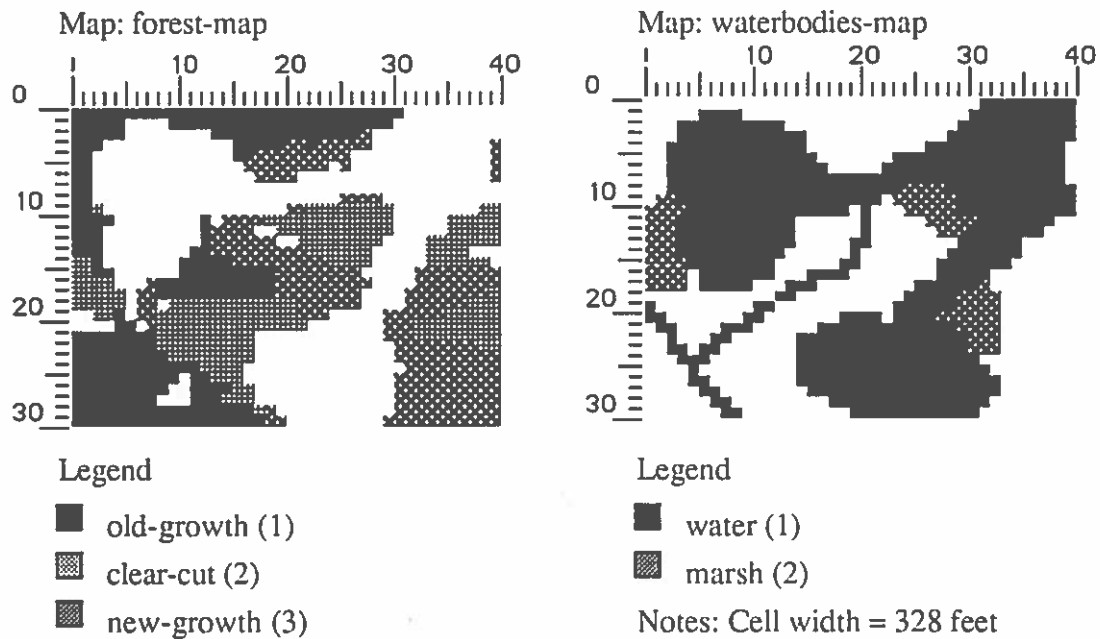 Map: forest-map
10 20 30 40
0
10
20
30
Legend
old-growth (1)
clear-cut (2)
new-growth (3)
Map: waterbodies-map
10 20 30 40
0
10
20
30
Legend
water (1)
marsh (2)
Notes: Cell width = 328 feet